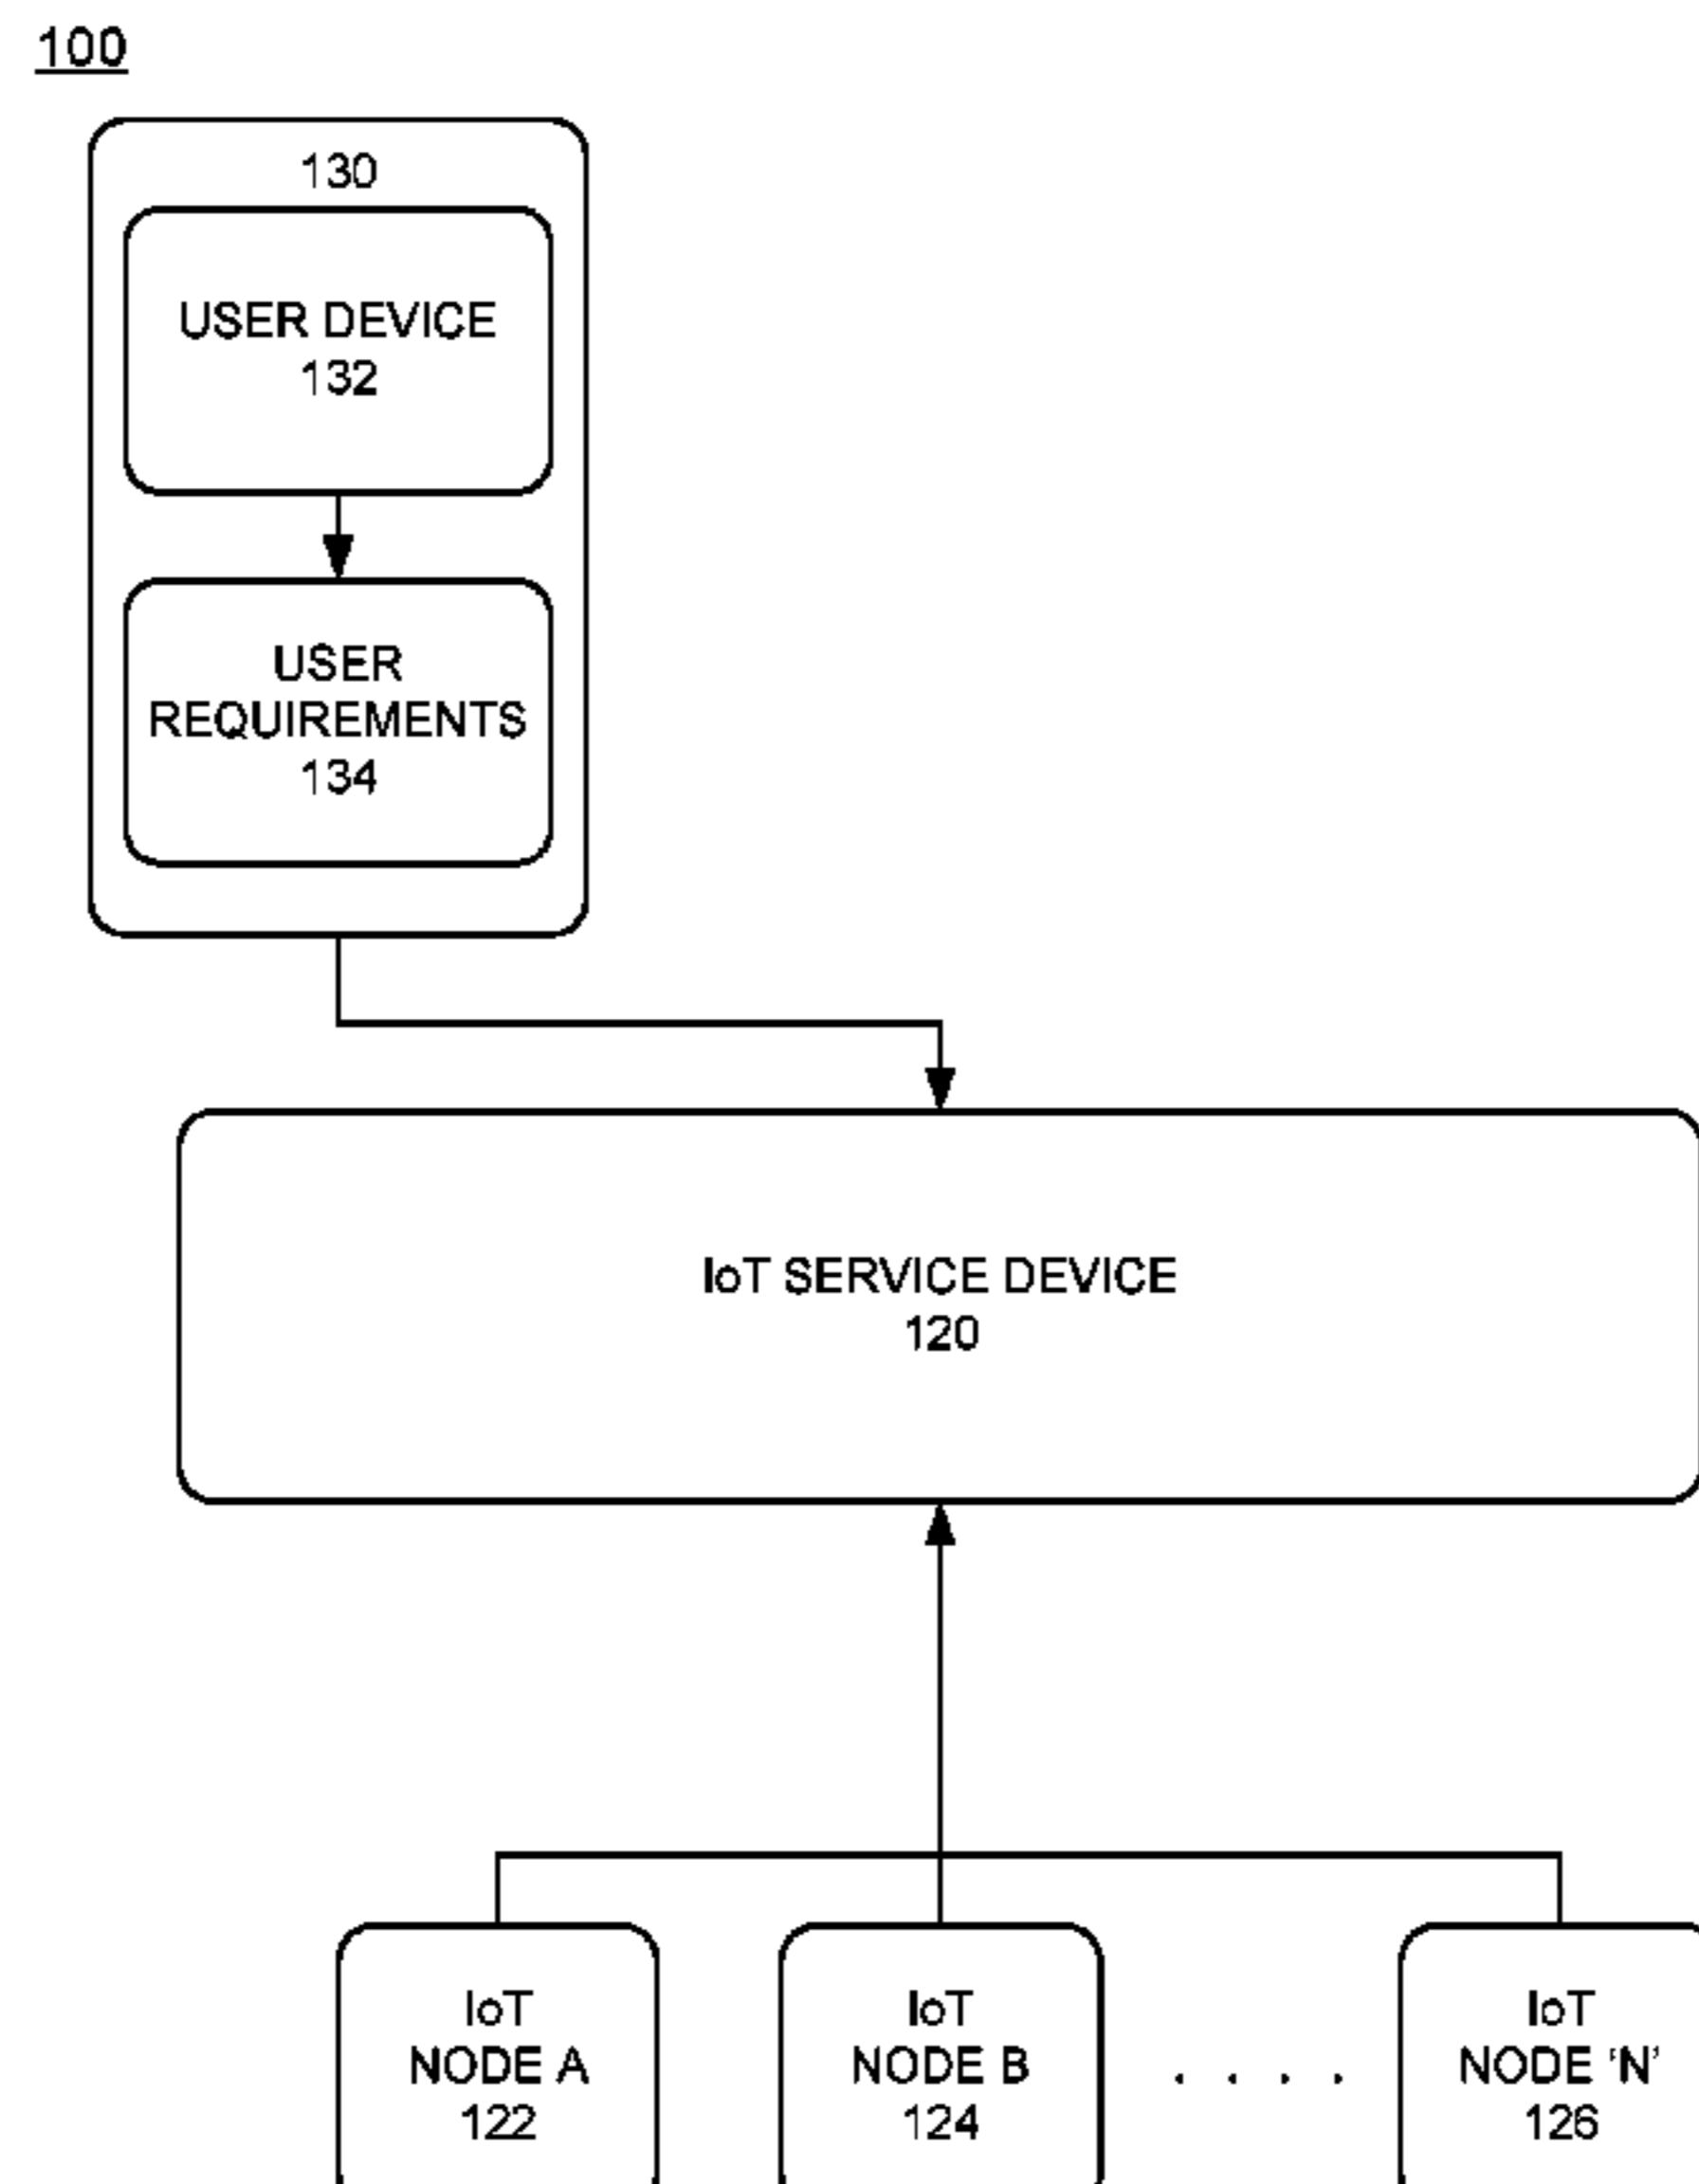 100
130
USER DEVICE
132
USER
REQUIREMENTS
134
IoT SERVICE DEVICE
120
IoT
NODE A
122
IoT
NODE B
124
. . . .
IoT
NODE 'N'
126